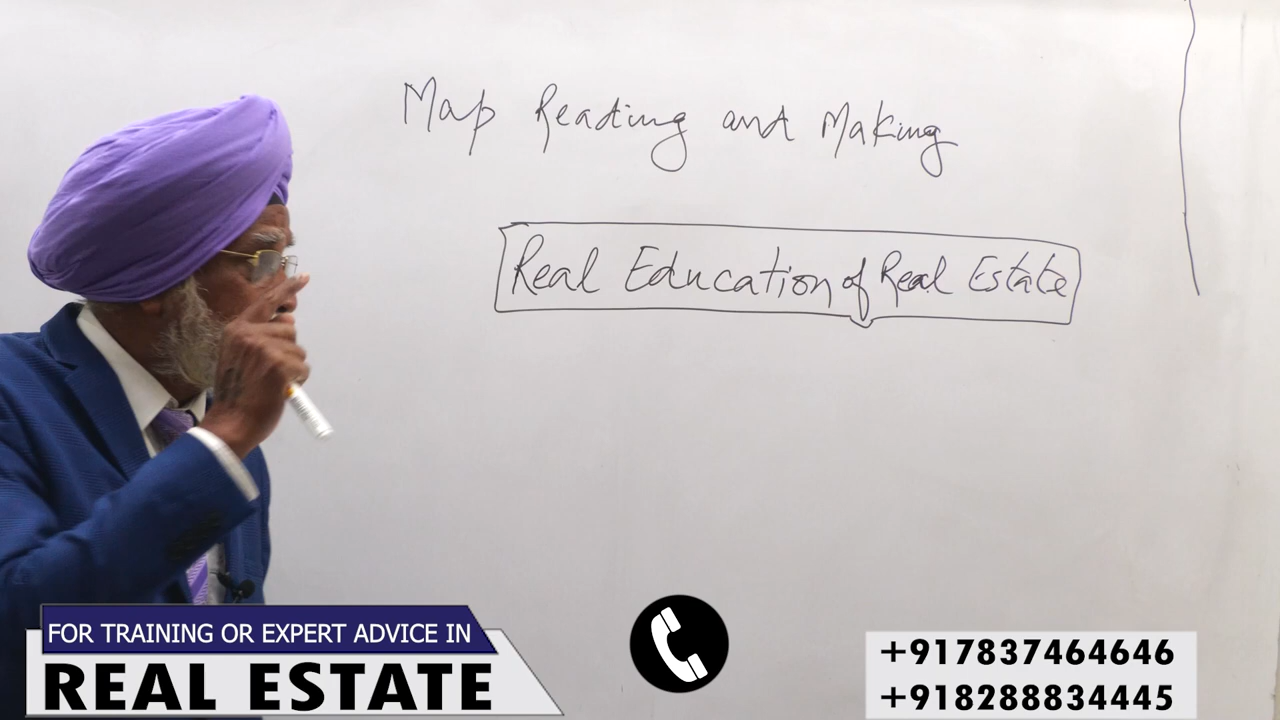 Map Reading and Making
Real Education of Real Estate
FOR TRAINING OR EXPERT ADVICE IN
REAL ESTATE
+917837464646
+918288834445